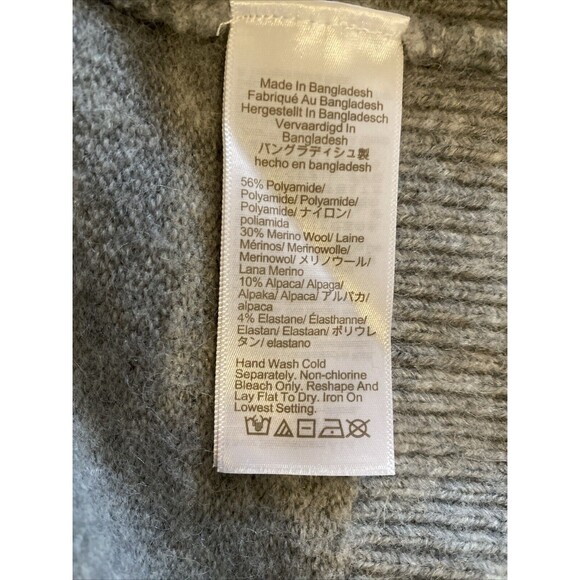 Made In Bangladesh
Fabriqué Au Bangladesh
Hergestellt In Bangladesch
Vervaardigd In
Bangladesh
バングラディシュ製
hecho en bangladesh
56% Polyamide/
Polyamide/ Polyamide/
Polyamide/ ナイロン/
poliamida
30% Merino Wool/ Laine
Mérinos/ Merinowolle/
Merinowol/ メリノウール/
Lana Merino
10% Alpaca/ Alpaga/
Alpaka/ Alpaca/ アルパカ/
alpaca
4% Elastane/ Élasthanne/
Elastan/ Elastaan/ ポリウレ
タン/ elastano
Hand Wash Cold
Separately. Non-chlorine
Bleach Only. Reshape And
Lay Flat To Dry. Iron On
Lowest Setting.